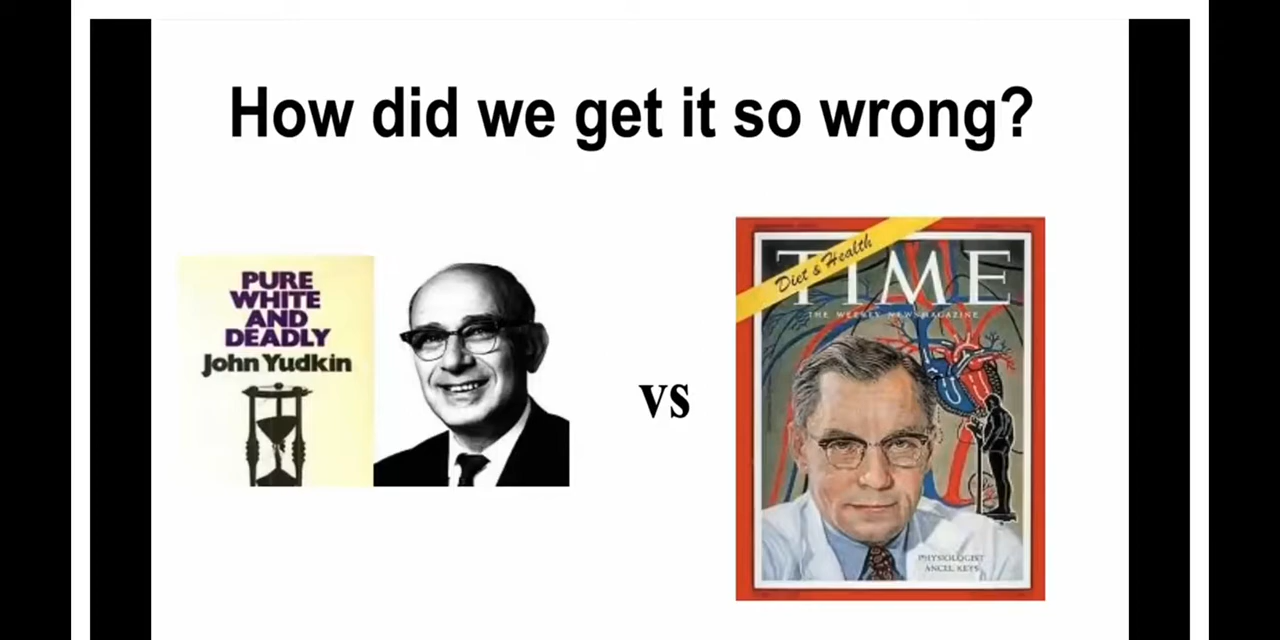 How did we get it so wrong?
PURE
WHITE
AND
DEADLY
John Yudkin
vs
Diet & Health
TIME
THE WEEKLY NEWSMAGAZINE
PHYSIOLOGIST
ANCEL KEYS